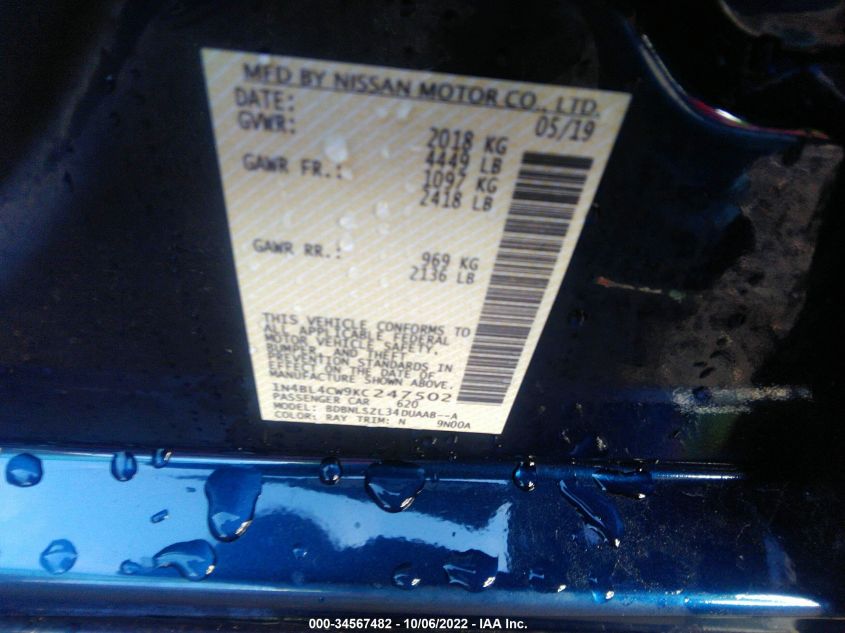 MFD BY NISSAN MOTOR CO., LTD.
DATE: 05/19
GVWR: 2018 KG
4449 LB
GAWR FR.: 1097 KG
2418 LB
GAWR RR.: 969 KG
2136 LB
THIS VEHICLE CONFORMS TO
ALL APPLICABLE FEDERAL
MOTOR VEHICLE SAFETY,
BUMPER, AND THEFT
PREVENTION STANDARDS IN
EFFECT ON THE DATE OF
MANUFACTURE SHOWN ABOVE.
1N4BL4CW9KC247502
PASSENGER CAR 620
MODEL: BDBNLSZL34DUAAB--A
COLOR: RAY TRIM: N 9N00A
000-34567482 - 10/06/2022 - IAA Inc.